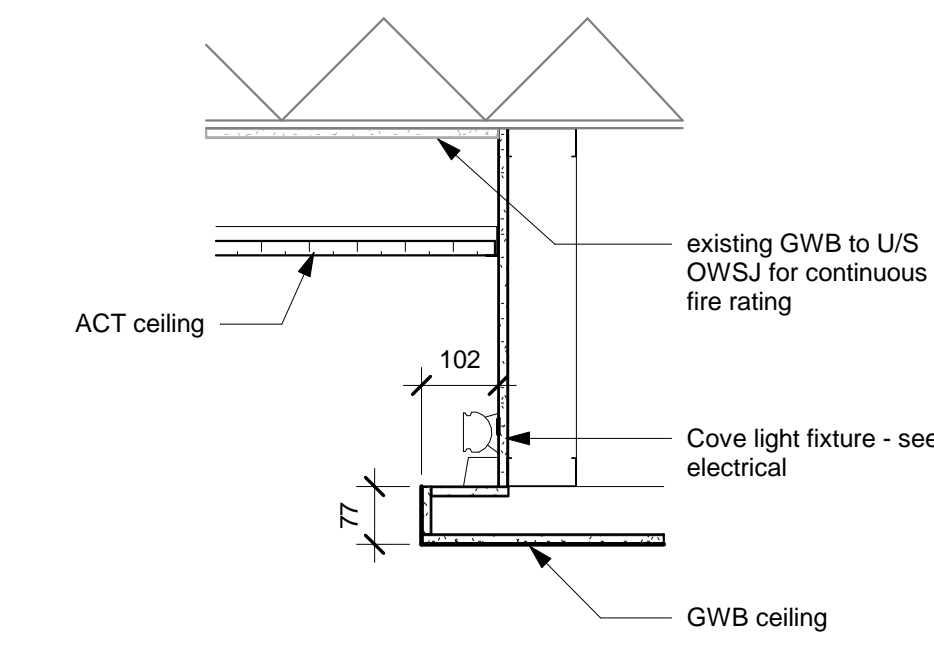 existing GWB to U/S
OWSJ for continuous
fire rating
ACT ceiling
102
Cove light fixture - see
electrical
77
GWB ceiling